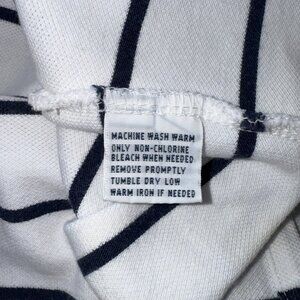 MACHINE WASH WARM
ONLY NON-CHLORINE
BLEACH WHEN NEEDED
REMOVE PROMPTLY
TUMBLE DRY LOW
WARM IRON IF NEEDED